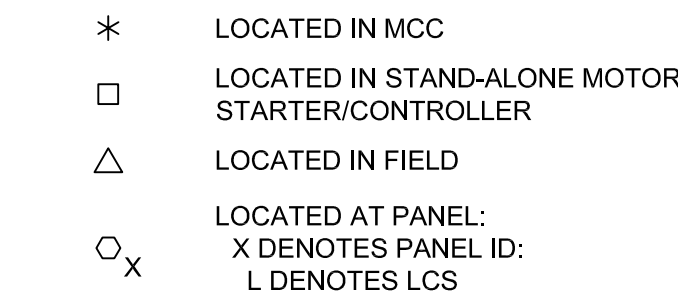 LOCATED IN MCC
LOCATED IN STAND-ALONE MOTOR
STARTER/CONTROLLER
LOCATED IN FIELD
LOCATED AT PANEL:
X X DENOTES PANEL ID:
L DENOTES LCS